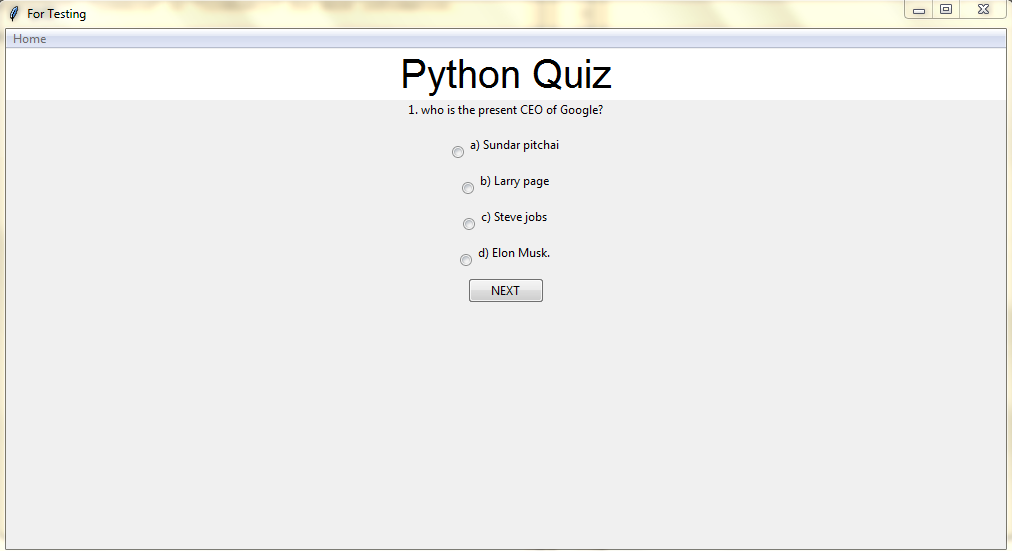 For Testing
Home
Python Quiz
1. who is the present CEO of Google?
a) Sundar pitchai
b) Larry page
c) Steve jobs
d) Elon Musk.
NEXT